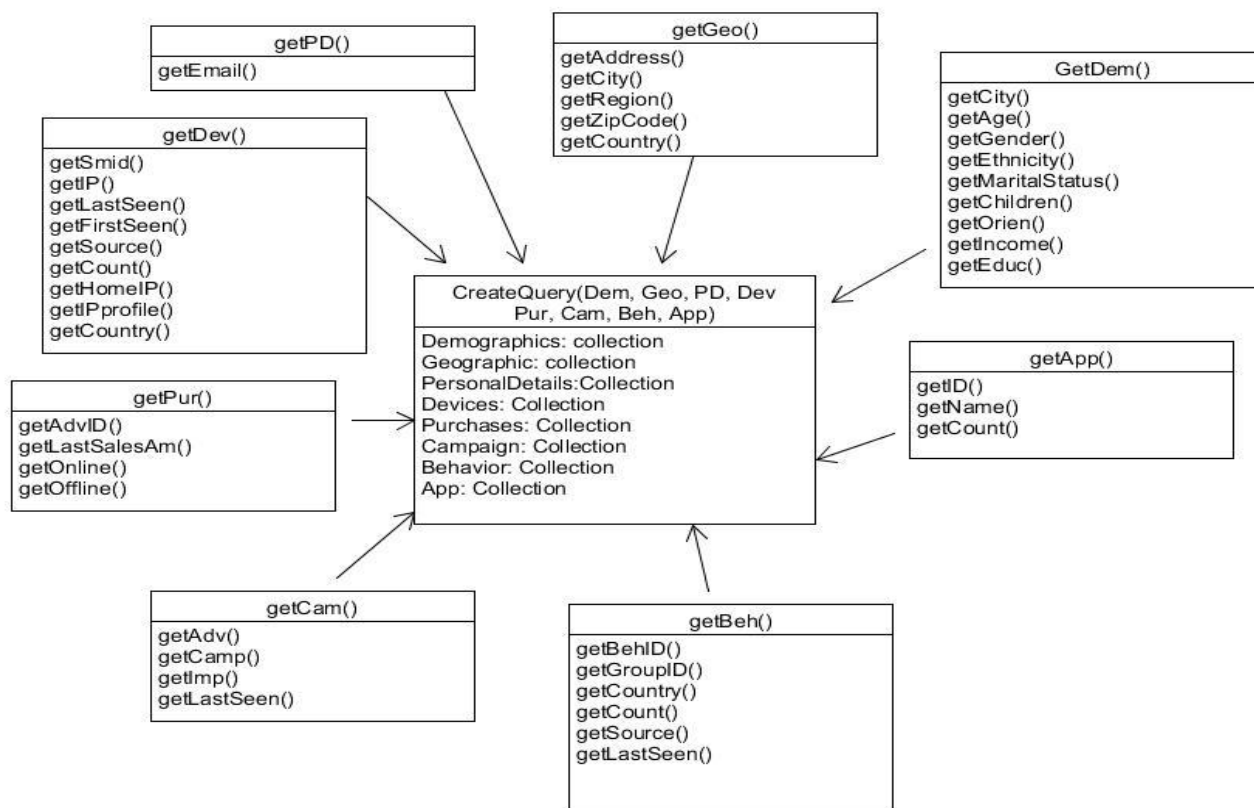 getPD()
getEmail()
getGeo()
getAddress()
getCity()
getRegion()
getZipCode()
getCountry()
GetDem()
getCity()
getAge()
getGender()
getEthnicity()
getMaritalStatus()
getChildren()
getOrien()
getIncome()
getEduc()
getDev()
getSmid()
getIP()
getLastSeen()
getFirstSeen()
getSource()
getCount()
getHomeIP()
getIPprofile()
getCountry()
CreateQuery(Dem, Geo, PD, Dev
Pur, Cam, Beh, App)
Demographics: collection
Geographic: collection
PersonalDetails:Collection
Devices: Collection
Purchases: Collection
Campaign: Collection
Behavior: Collection
App: Collection
getApp()
getID()
getName()
getCount()
getPur()
getAdvID()
getLastSalesAm()
getOnline()
getOffline()
getCam()
getAdv()
getCamp()
getImp()
getLastSeen()
getBeh()
getBehID()
getGroupID()
getCountry()
getCount()
getSource()
getLastSeen()